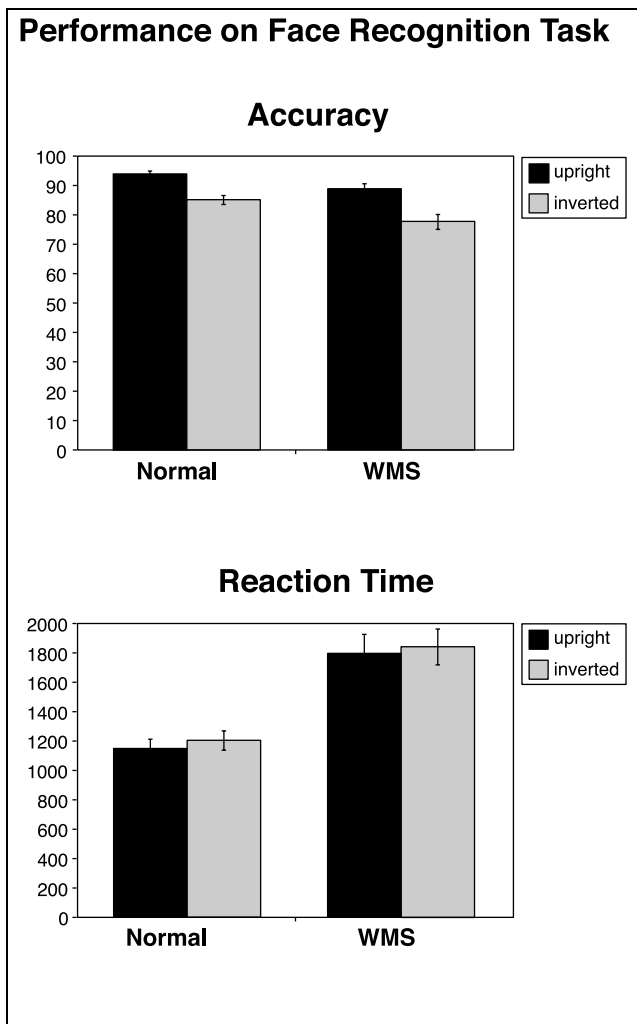 Performance on Face Recognition Task
Accuracy
100
90
80
70
60
50
40
30
20
10
0
upright
inverted
Normal WMS
Reaction Time
2000
1800
1600
1400
1200
1000
800
600
400
200
0
upright
inverted
Normal WMS